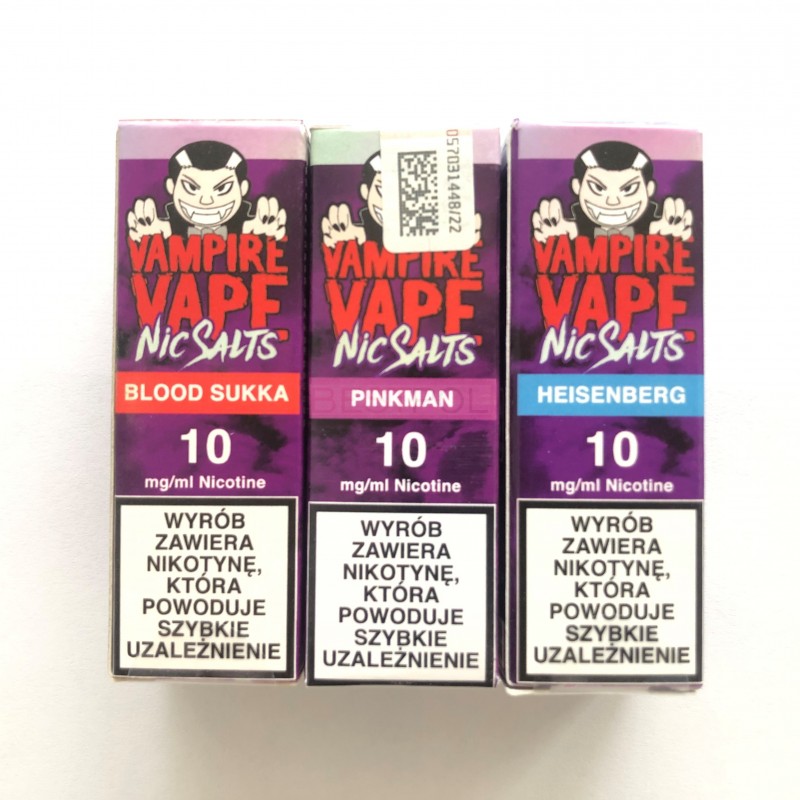 VAMPIRE
VAPE
Nic SALTS
BLOOD SUKKA
10
mg/ml Nicotine
WYRÓB
ZAWIERA
NIKOTYNĘ,
KTÓRA
POWODUJE
SZYBKIE
UZALEŻNIENIE
057031448/22
VAMPIRE
VAPE
Nic SALTS
PINKMAN
10
mg/ml Nicotine
WYRÓB
ZAWIERA
NIKOTYNĘ,
KTÓRA
POWODUJE
SZYBKIE
UZALEŻNIENIE
VAMPIRE
VAPE
Nic SALTS
HEISENBERG
10
mg/ml Nicotine
WYRÓB
ZAWIERA
NIKOTYNĘ,
KTÓRA
POWODUJE
SZYBKIE
UZALEŻNIENIE